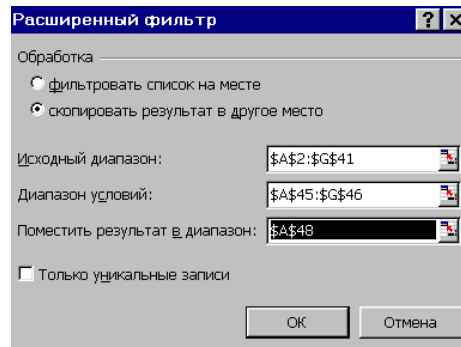 Расширенный фильтр
Обработка
фильтровать список на месте
скопировать результат в другое место
Исходный диапазон: $A$2:$G$41
Диапазон условий: $A$45:$G$46
Поместить результат в диапазон: $A$48
Только уникальные записи
ОК Отмена